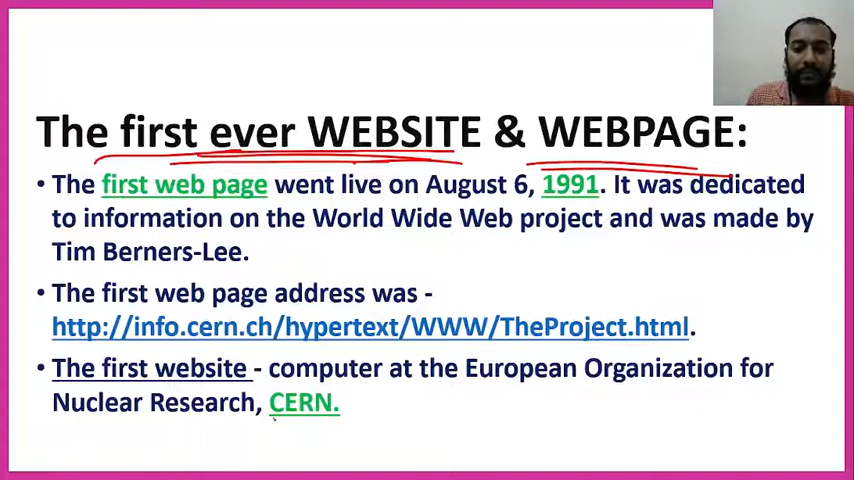 The first ever WEBSITE & WEBPAGE:
• The first web page went live on August 6, 1991. It was dedicated
to information on the World Wide Web project and was made by
Tim Berners-Lee.
• The first web page address was -
http://info.cern.ch/hypertext/WWW/TheProject.html.
• The first website - computer at the European Organization for
Nuclear Research, CERN.